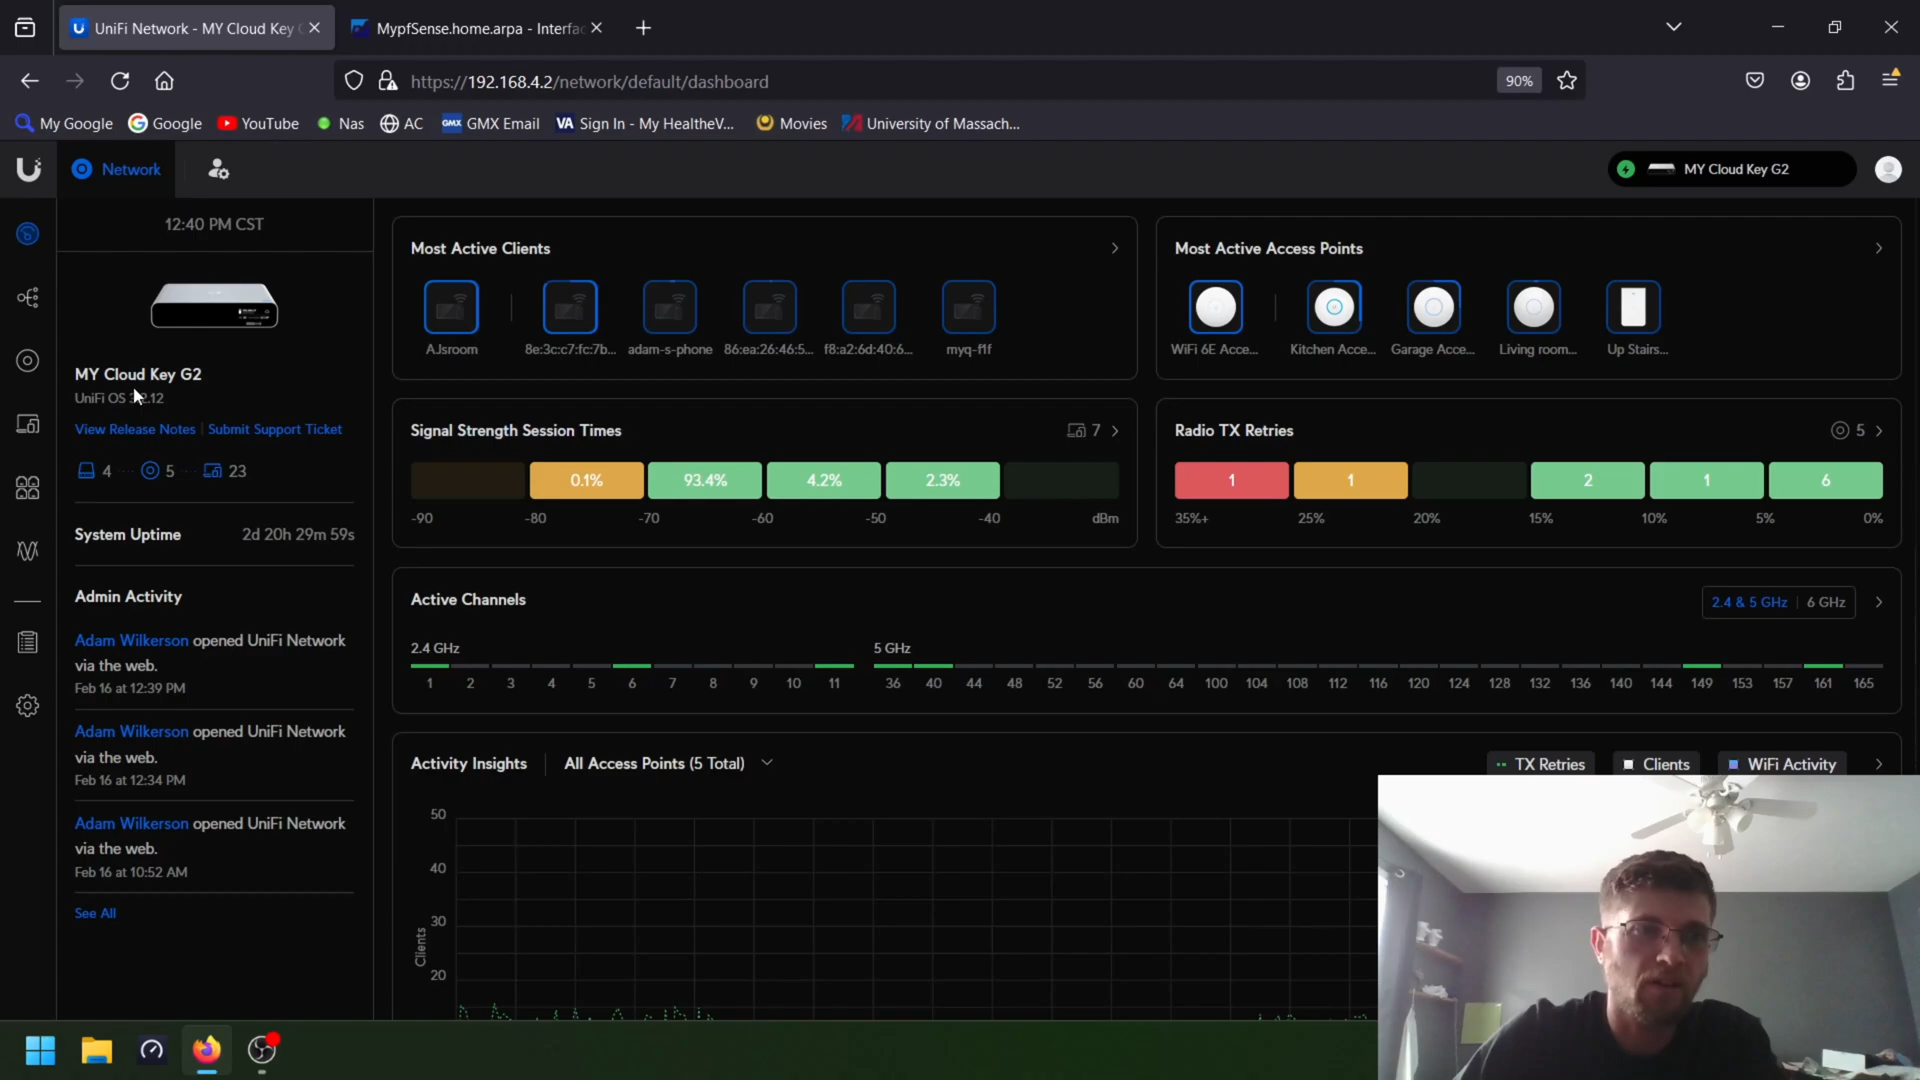 UniFi Network - MY Cloud Key
MypfSense.home.arpa - Interfac
https://192.168.4.2/network/default/dashboard
90%
My Google
Google
YouTube
Nas
AC
GMX Email
VA Sign In - My HealtheV...
Movies
University of Massach...
Network
MY Cloud Key G2
12:40 PM CST
MY Cloud Key G2
UniFi OS 3.2.12
View Release Notes
Submit Support Ticket
4
5
23
System Uptime
2d 20h 29m 59s
Admin Activity
Adam Wilkerson opened UniFi Network
via the web.
Feb 16 at 12:39 PM
Adam Wilkerson opened UniFi Network
via the web.
Feb 16 at 12:34 PM
Adam Wilkerson opened UniFi Network
via the web.
Feb 16 at 10:52 AM
See All
Most Active Clients
AJsroom
8e:3c:c7:fc:7b...
adam-s-phone
86:ea:26:46:5...
f8:a2:6d:40:6...
myq-f1f
Most Active Access Points
WiFi 6E Acce...
Kitchen Acce...
Garage Acce...
Living room...
Up Stairs...
Signal Strength Session Times
7
0.1%
93.4%
4.2%
2.3%
-90
-80
-70
-60
-50
-40
dBm
Radio TX Retries
5
1
1
2
1
6
35%+
25%
20%
15%
10%
5%
0%
Active Channels
2.4 & 5 GHz
6 GHz
2.4 GHz
1 2 3 4 5 6 7 8 9 10 11
5 GHz
36 40 44 48 52 56 60 64 100 104 108 112 116 120 124 128 132 136 140 144 149 153 157 161 165
Activity Insights
All Access Points (5 Total)
TX Retries
Clients
WiFi Activity
50
40
30
20
Clients